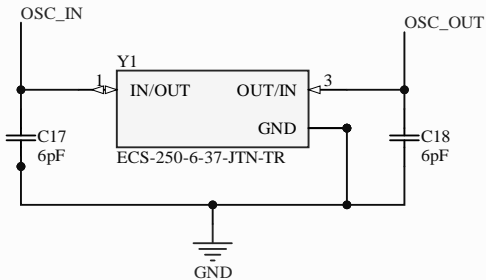 OSC_IN
OSC_OUT
Y1
1
IN/OUT
OUT/IN
3
GND
C17
6pF
C18
6pF
ECS-250-6-37-JTN-TR
GND